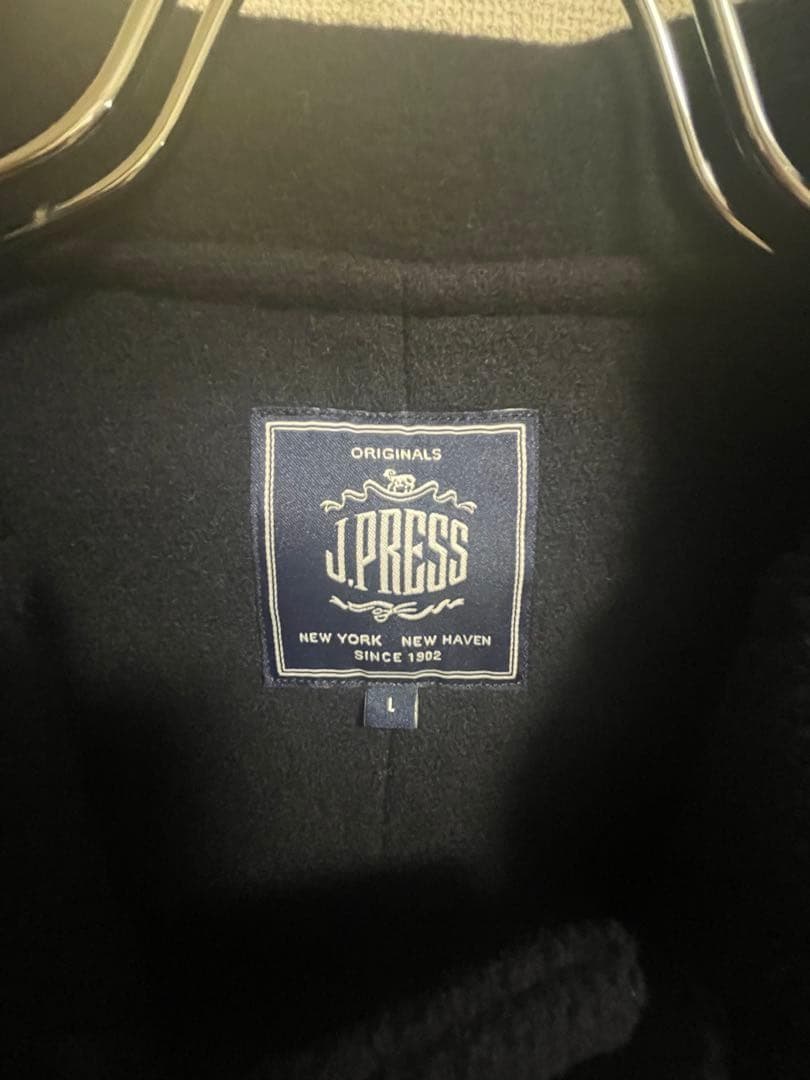 ORIGINALS
J.PRESS
NEW YORK NEW HAVEN
SINCE 1902
L